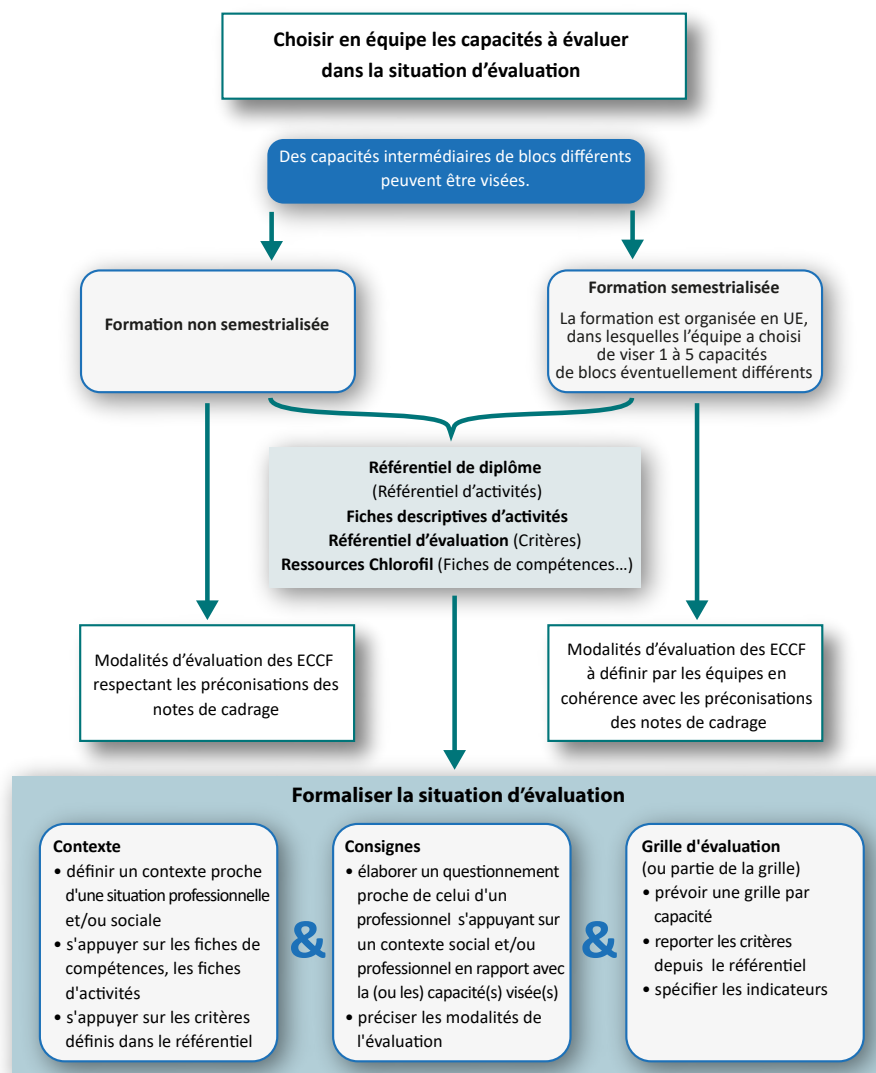 Choisir en équipe les capacités à évaluer
dans la situation d'évaluation
Des capacités intermédiaires de blocs différents
peuvent être visées.
Formation non semestrialisée
Formation semestrialisée
La formation est organisée en UE,
dans lesquelles l'équipe a choisi
de viser 1 à 5 capacités
de blocs éventuellement différents
Référentiel de diplôme
(Référentiel d'activités)
Fiches descriptives d'activités
Référentiel d'évaluation (Critères)
Ressources Chlorofil (Fiches de compétences...)
Modalités d'évaluation des ECCF
respectant les préconisations des
notes de cadrage
Modalités d'évaluation des ECCF
à définir par les équipes en
cohérence avec les préconisations
des notes de cadrage
Formaliser la situation d'évaluation
Contexte
• définir un contexte proche
d'une situation professionnelle
et/ou sociale
• s'appuyer sur les fiches de
compétences, les fiches
d'activités
• s'appuyer sur les critères
définis dans le référentiel
&
Consignes
• élaborer un questionnement
proche de celui d'un
professionnel s'appuyant sur
un contexte social et/ou
professionnel en rapport avec
la (ou les) capacité(s) visée(s)
• préciser les modalités de
l'évaluation
&
Grille d'évaluation
(ou partie de la grille)
• prévoir une grille par
capacité
• reporter les critères
depuis le référentiel
• spécifier les indicateurs